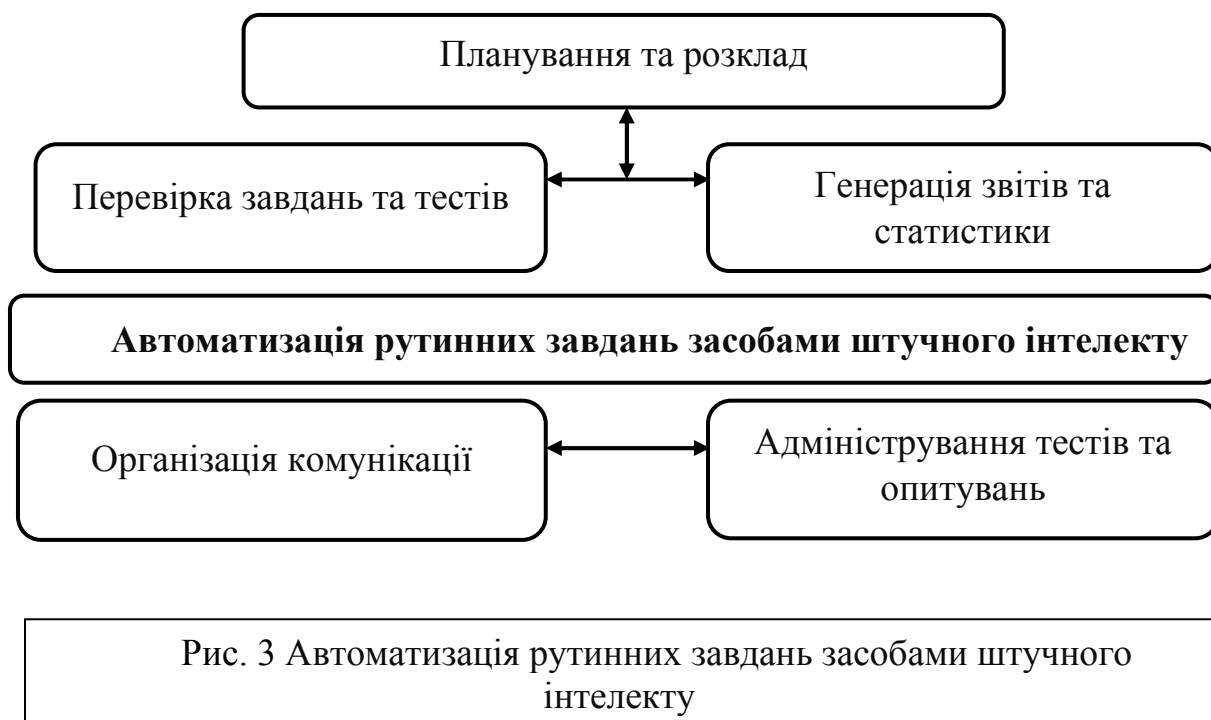 Планування та розклад
Перевірка завдань та тестів
Генерація звітів та
статистики
Автоматизація рутинних завдань засобами штучного інтелекту
Організація комунікації
Адміністрування тестів та
опитувань
Рис. 3 Автоматизація рутинних завдань засобами штучного
інтелекту